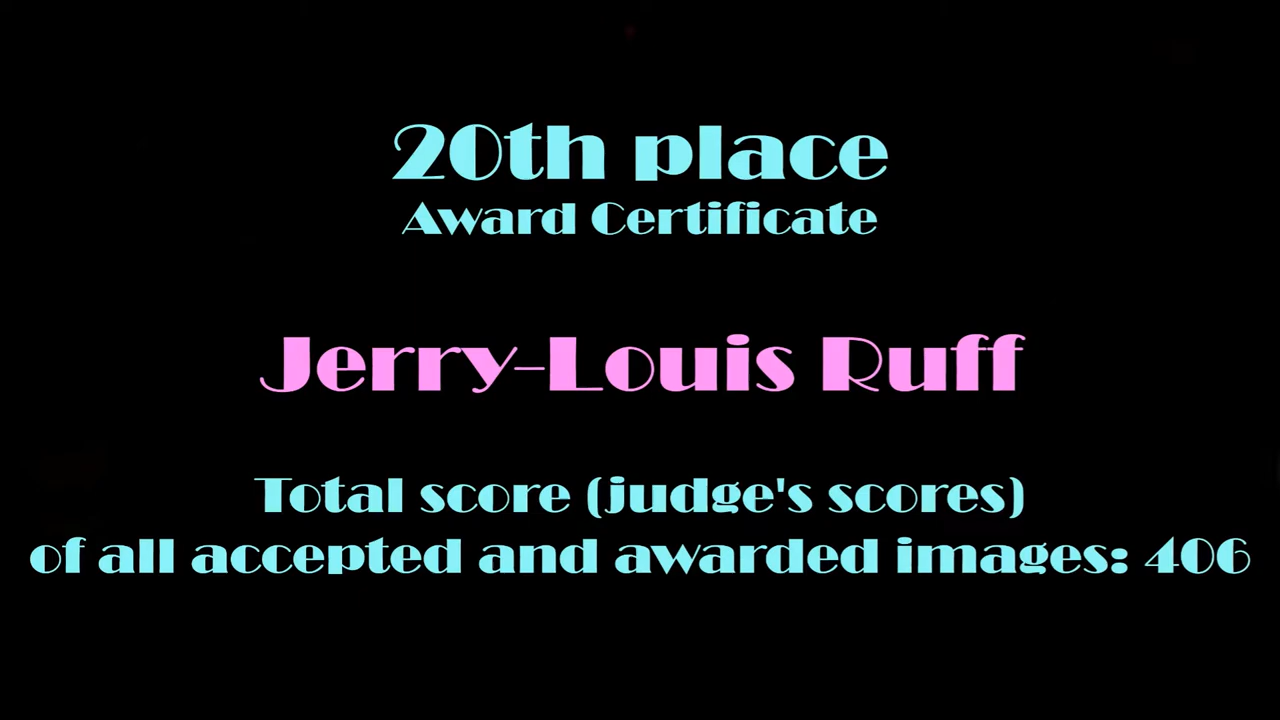 20th place
Award Certificate
Jerry-Louis Ruff
Total score (judge's scores)
of all accepted and awarded images: 406